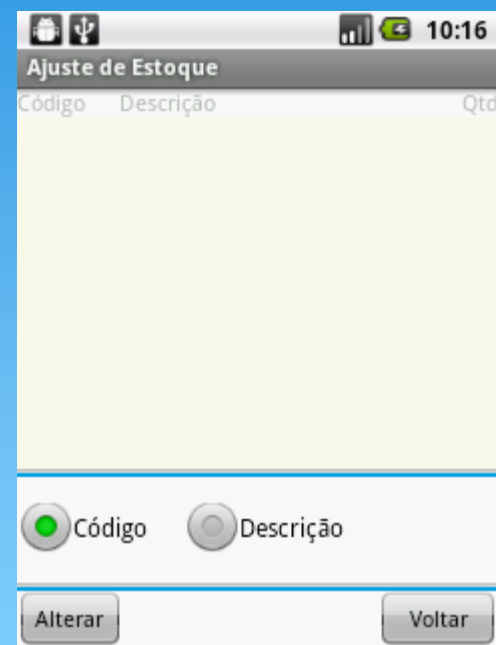 10:16
Ajuste de Estoque
Código Descrição Qtd
Código Descrição
Alterar Voltar